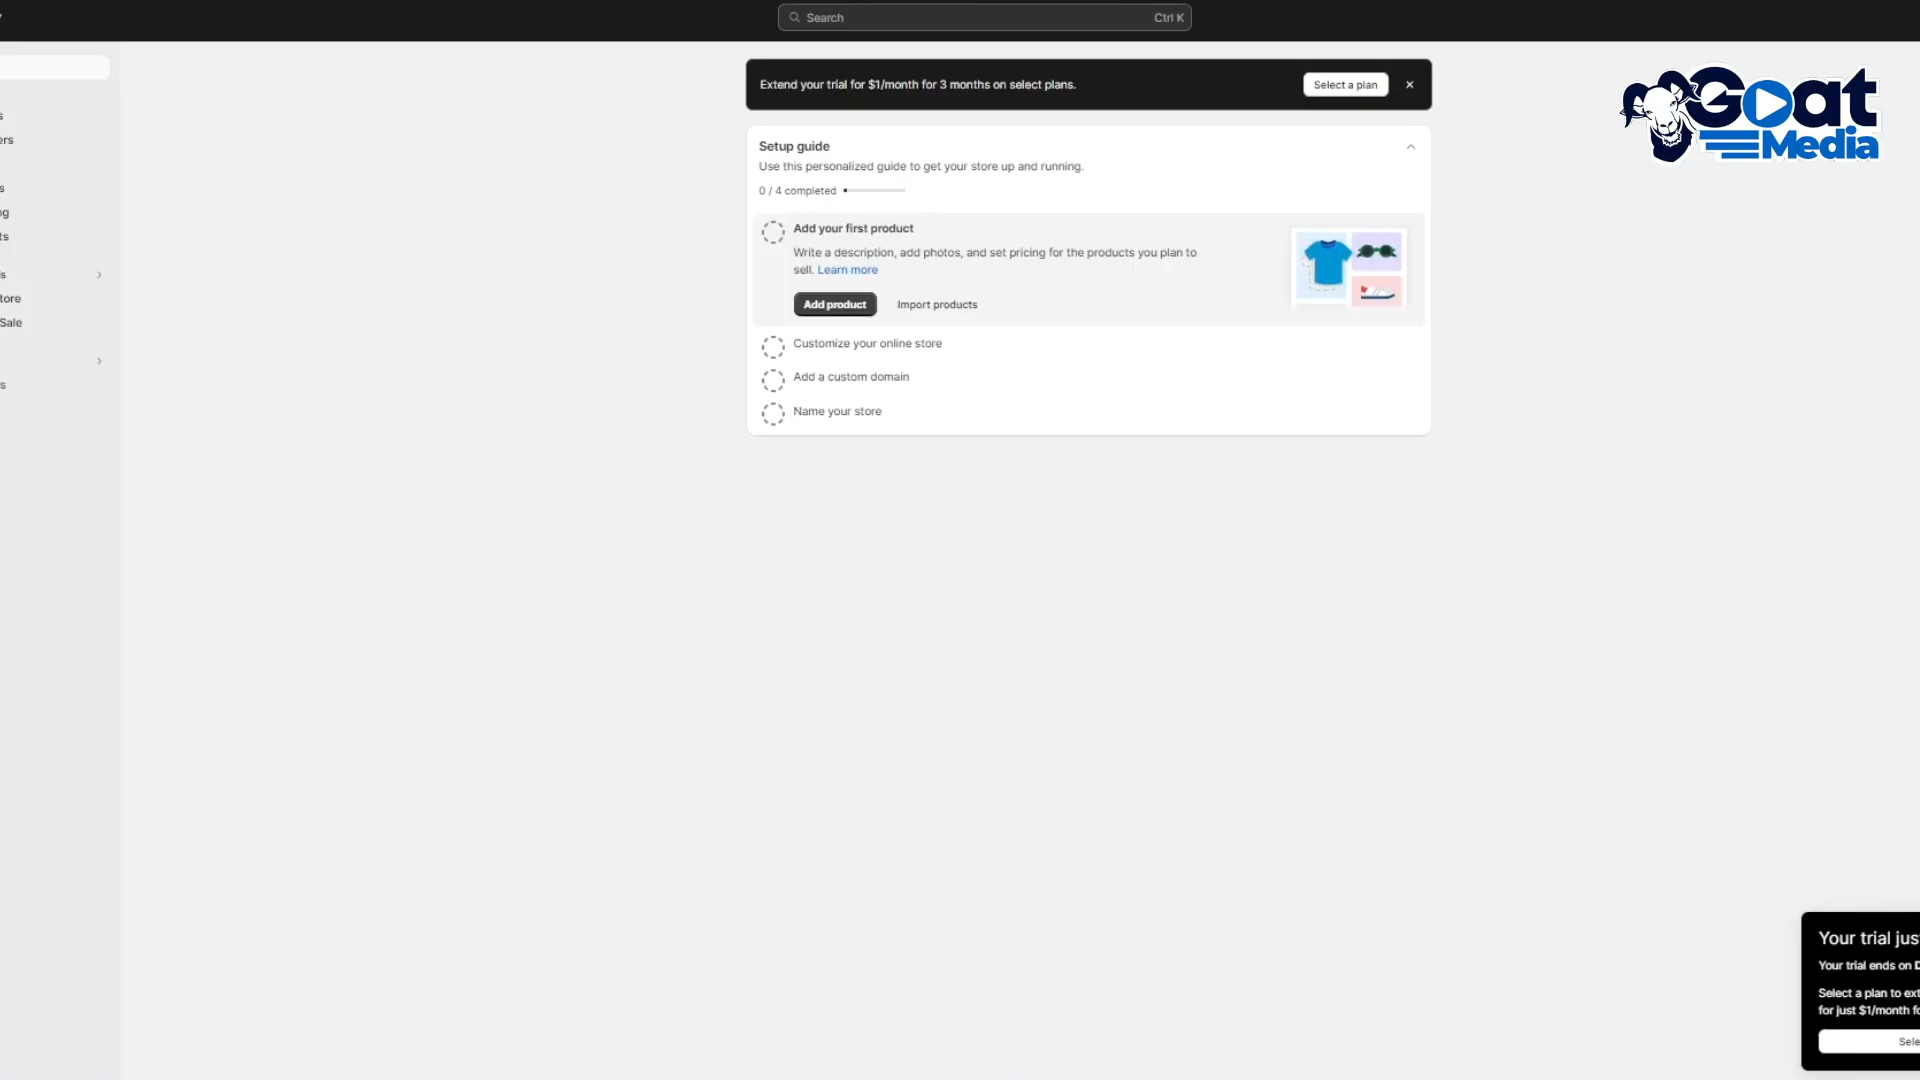 Search
Ctrl K
Extend your trial for $1/month for 3 months on select plans.
Select a plan
Goat
Media
Setup guide
Use this personalized guide to get your store up and running.
0 / 4 completed
Add your first product
Write a description, add photos, and set pricing for the products you plan to
sell. Learn more
Add product
Import products
Customize your online store
Add a custom domain
Name your store
s
ers
s
ng
ts
ls
tore
Sale
s
Your trial jus
Your trial ends on D
Select a plan to ext
for just $1/month fo
Sele